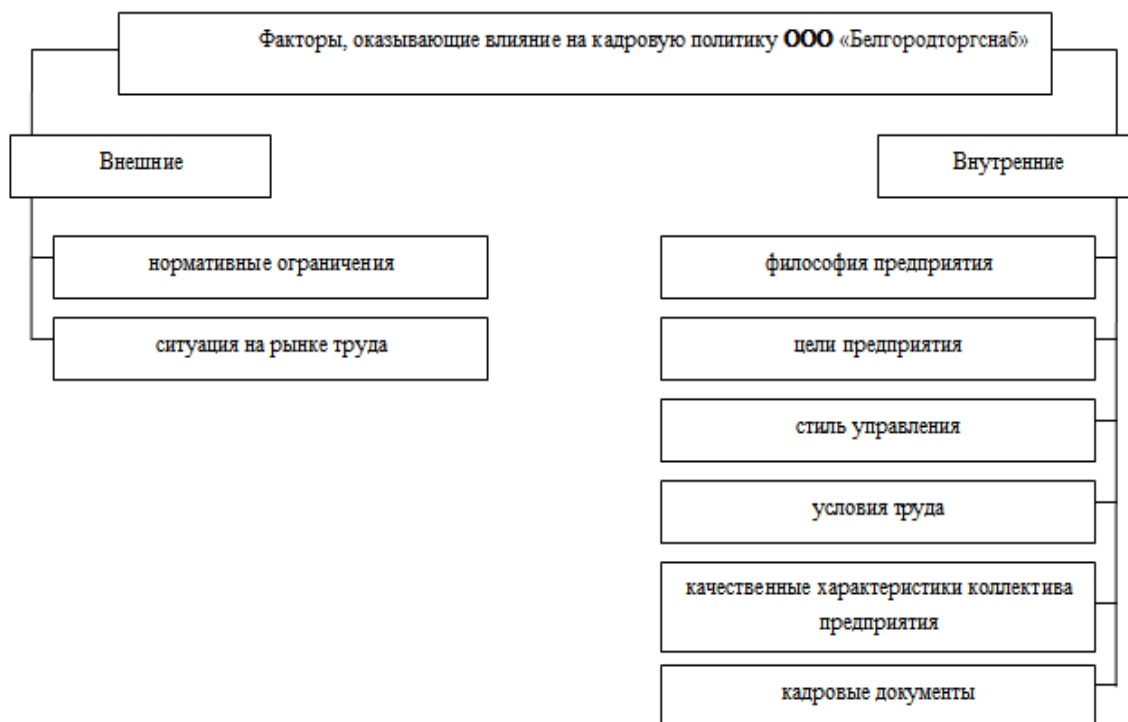 Факторы, оказывающие влияние на кадровую политику ООО «Белгородторгснаб»
Внешние
нормативные ограничения
ситуация на рынке труда
Внутренние
философия предприятия
цели предприятия
стиль управления
условия труда
качественные характеристики коллектива
предприятия
кадровые документы